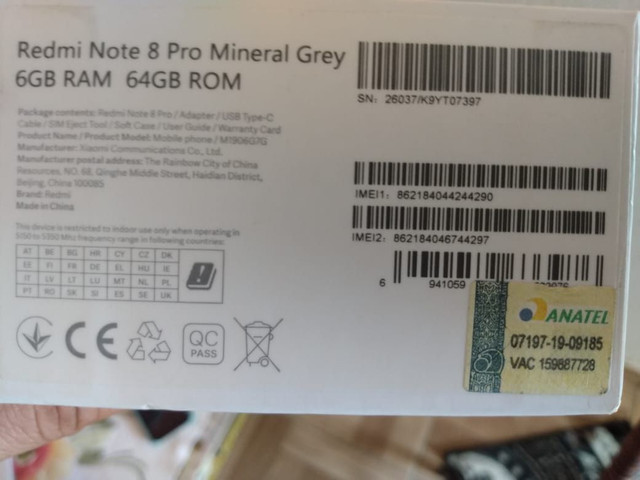 Redmi Note 8 Pro Mineral Grey
6GB RAM 64GB ROM
Package contents: Redmi Note 8 Pro / Adapter / USB Type-C
Cable / SIM Eject Tool / Soft Case / User Guide / Warranty Card
Product Name / Product Model: Mobile phone / M1906G7G
Manufacturer: Xiaomi Communications Co., Ltd.
Manufacturer postal address: The Rainbow City of China
Resources, NO. 68, Qinghe Middle Street, Haidian District,
Beijing, China 100085
Brand: Redmi
Made in China
This device is restricted to indoor use only when operating in
5150 to 5350 Mhz frequency range in following countries:
AT BE BG HR CY CZ DK
EE FI FR DE EL HU IE
IT LV LT LU MT NL PL
PT RO SK SI ES SE UK
CE
QC
PASS
SN: 26037/K9YT07397
IMEI1: 862184044244290
IMEI2: 862184046744297
6 941059
ANATEL
07197-19-09185
VAC 159887728